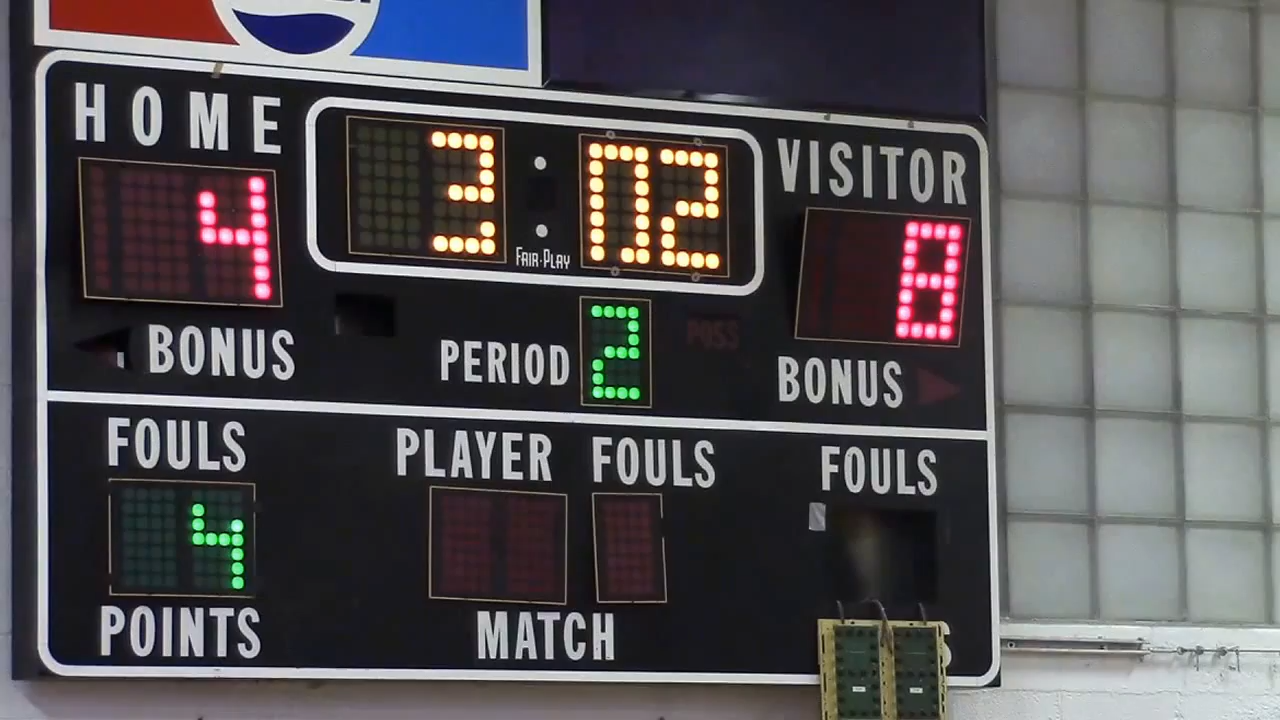 HOME
VISITOR
3:02
4
8
FAIR-PLAY
BONUS
PERIOD 2
POSS
BONUS
FOULS
PLAYER FOULS
FOULS
4
POINTS
MATCH
S